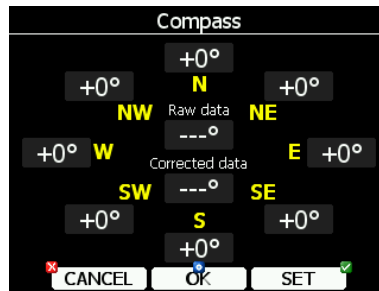 Compass
+0°
+0° N +0°
NW Raw data NE
---°
+0° W E +0°
Corrected data
SW ---° SE
+0° S +0°
+0°
CANCEL OK SET